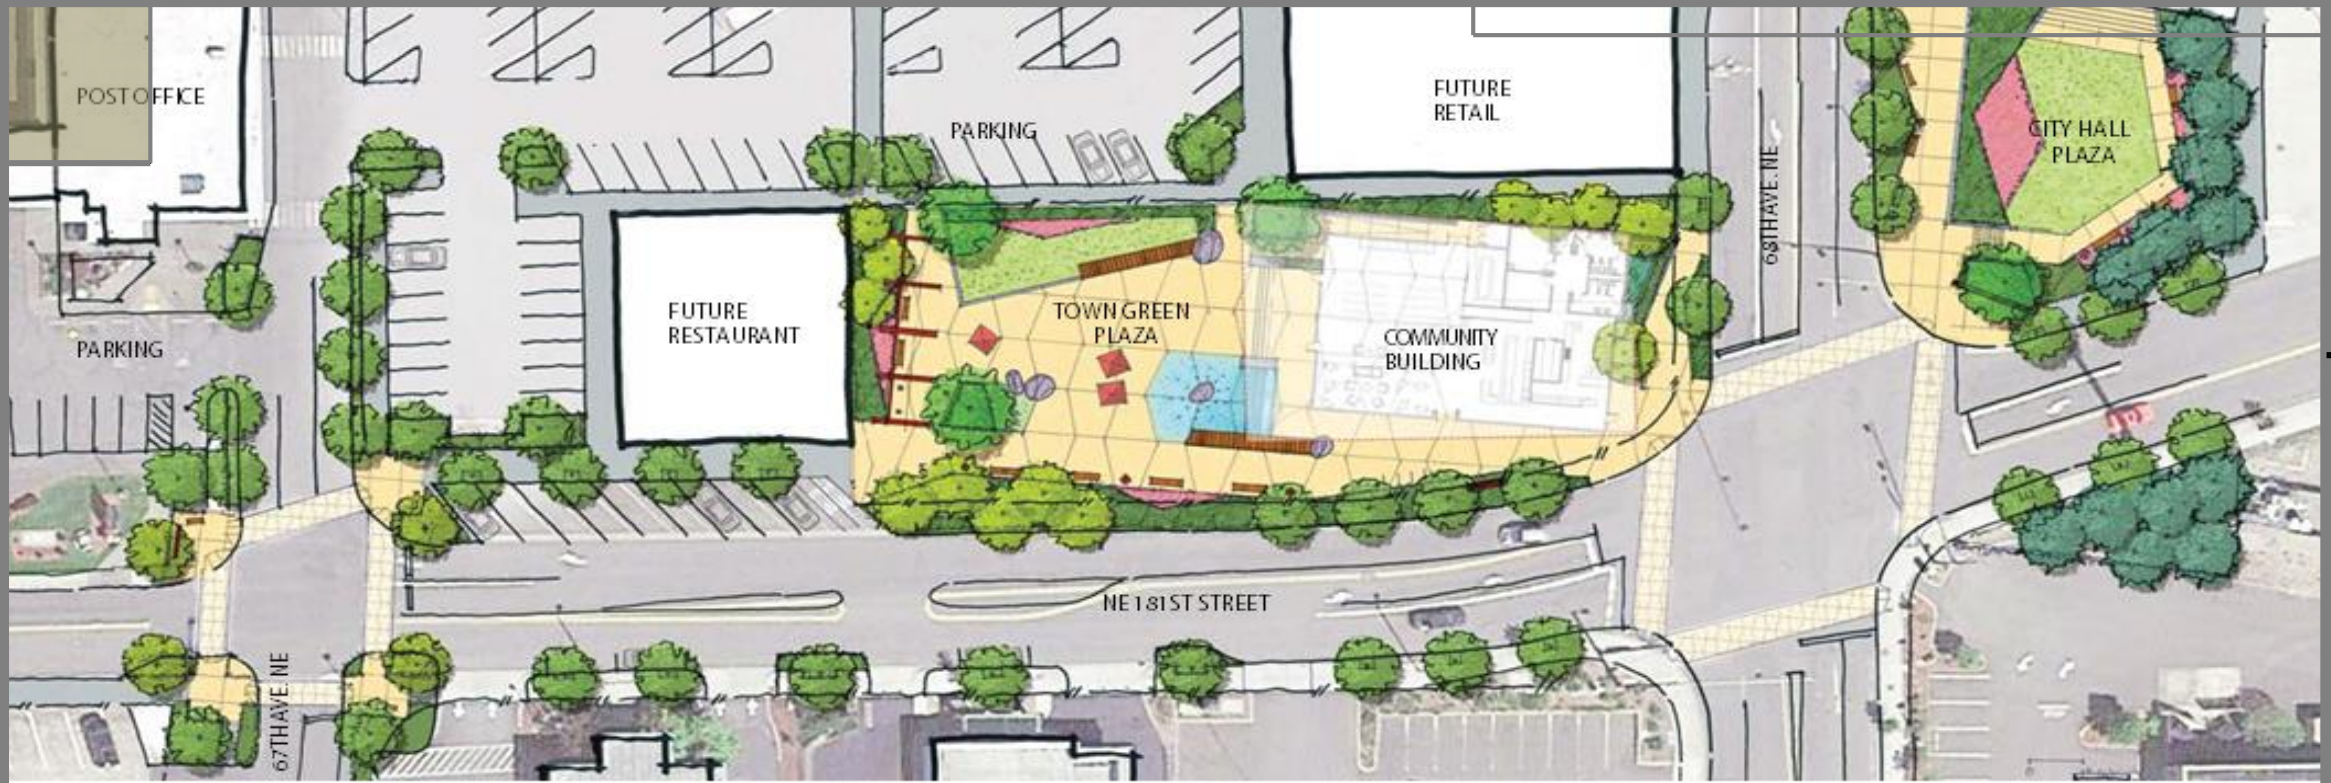 POST OFFICE
PARKING
FUTURE
RETAIL
CITY HALL
PLAZA
68TH AVE. NE
FUTURE
RESTAURANT
TOWN GREEN
PLAZA
COMMUNITY
BUILDING
PARKING
NE 181ST STREET
67TH AVE. NE